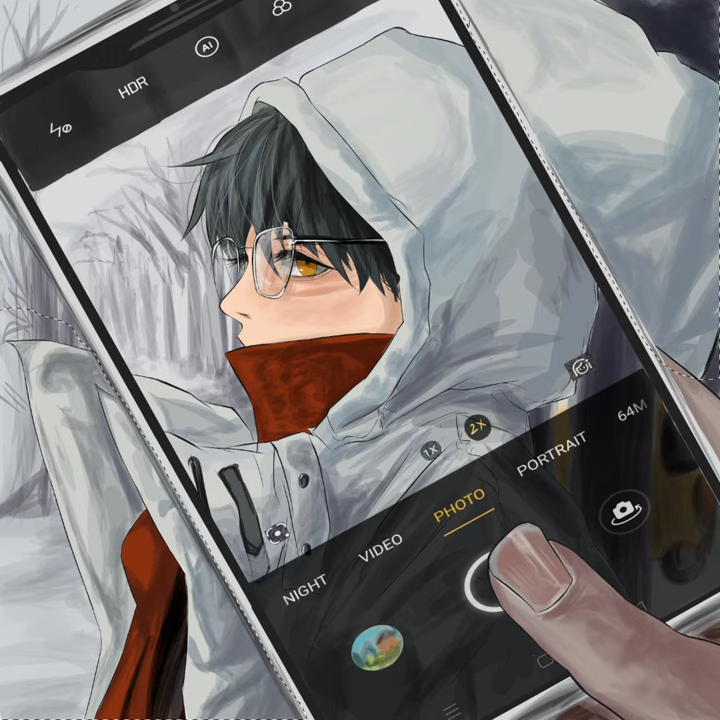 HDR
AI
1X
2X
64M
NIGHT
VIDEO
PHOTO
PORTRAIT